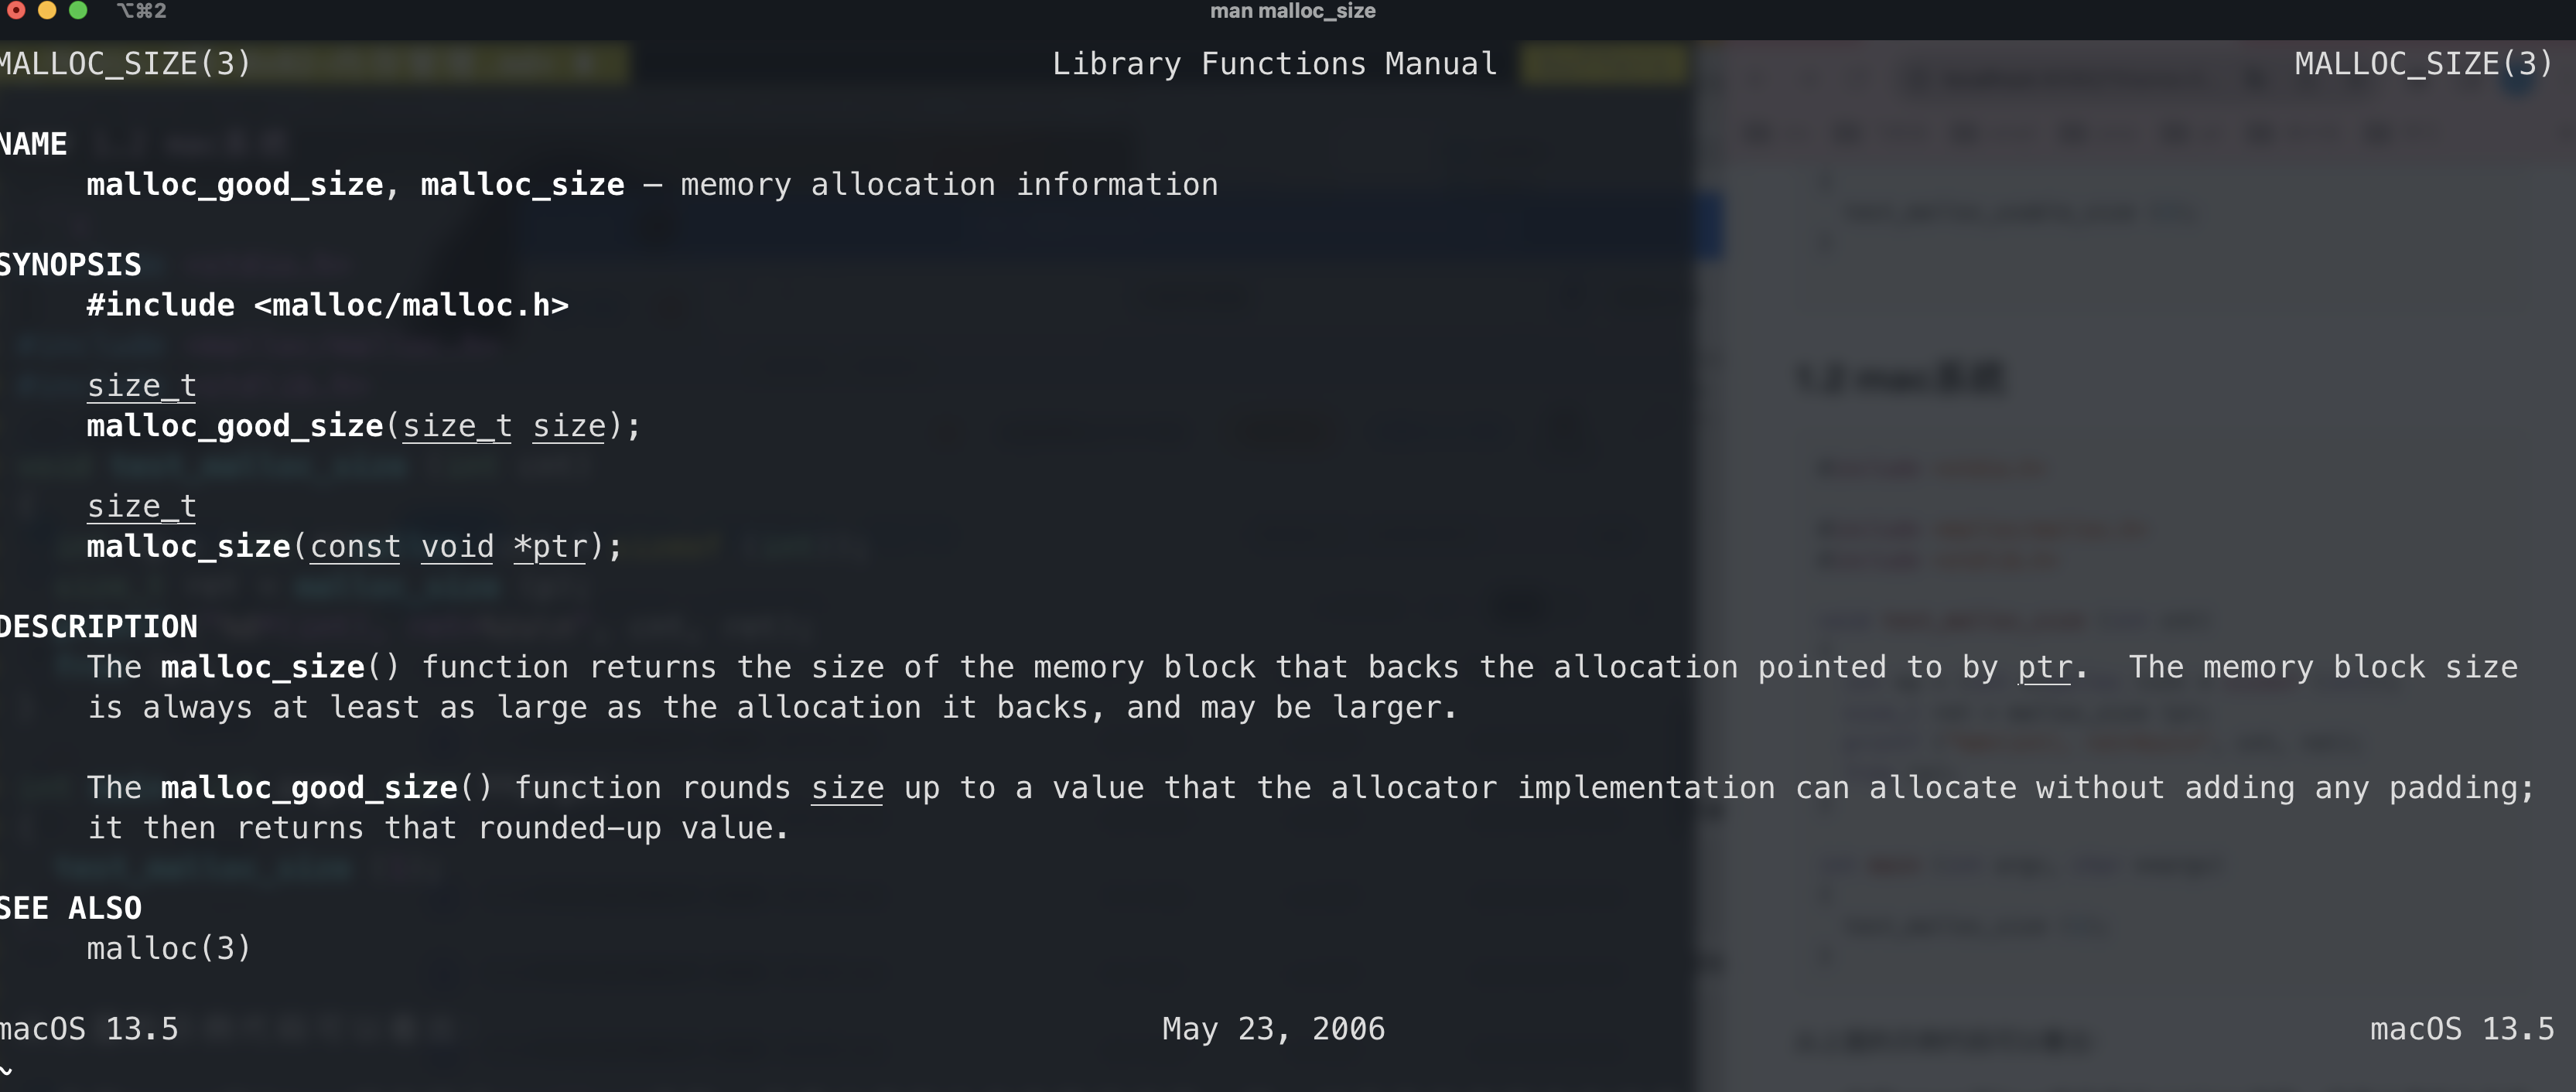 ⌥⌘2 man malloc_size
MALLOC_SIZE(3) Library Functions Manual MALLOC_SIZE(3)
NAME
malloc_good_size, malloc_size – memory allocation information
SYNOPSIS
#include <malloc/malloc.h>
size_t
malloc_good_size(size_t size);
size_t
malloc_size(const void *ptr);
DESCRIPTION
The malloc_size() function returns the size of the memory block that backs the allocation pointed to by ptr.  The memory block size
is always at least as large as the allocation it backs, and may be larger.
The malloc_good_size() function rounds size up to a value that the allocator implementation can allocate without adding any padding;
it then returns that rounded-up value.
SEE ALSO
malloc(3)
macOS 13.5 May 23, 2006 macOS 13.5
~